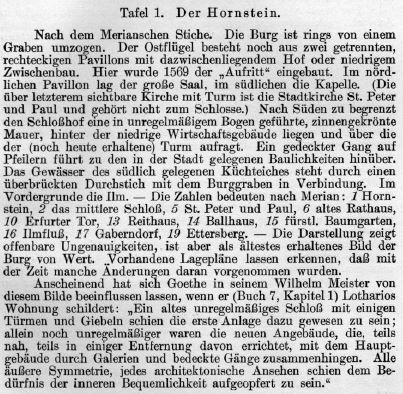 Tafel 1. Der Hornstein.
Nach dem Merianschen Stiche. Die Burg ist rings von einem
Graben umzogen. Der Ostflügel besteht noch aus zwei getrennten,
rechteckigen Pavillons mit dazwischenliegendem Hof oder niedrigem
Zwischenbau. Hier wurde 1569 der „Aufritt" eingebaut. Im nörd-
lichen Pavillon lag der große Saal, im südlichen die Kapelle. (Die
über letzterem sichtbare Kirche mit Turm ist die Stadtkirche St. Peter
und Paul und gehört nicht zum Schlosse.) Nach Süden zu begrenzt
den Schloßhof eine in unregelmäßigem Bogen geführte, zinnengekrönte
Mauer, hinter der niedrige Wirtschaftsgebäude liegen und über die
der (noch heute erhaltene) Turm aufragt. Ein gedeckter Gang auf
Pfeilern führt zu den in der Stadt gelegenen Baulichkeiten hinüber.
Das Gewässer des südlich gelegenen Küchteiches steht durch einen
überbrückten Durchstich mit dem Burggraben in Verbindung. Im
Vordergrunde die Ilm. — Die Zahlen bedeuten nach Merian: 1 Horn-
stein, 2 das mittlere Schloß, 5 St. Peter und Paul, 6 altes Rathaus,
10 Erfurter Tor, 13 Reithaus, 14 Ballhaus, 15 fürstl. Baumgarten,
16 Ilmfluß, 17 Gaberndorf, 19 Ettersberg. — Die Darstellung zeigt
offenbare Ungenauigkeiten, ist aber als ältestes erhaltenes Bild der
Burg von Wert. Vorhandene Lagepläne lassen erkennen, daß mit
der Zeit manche Änderungen daran vorgenommen wurden.
Anscheinend hat sich Goethe in seinem Wilhelm Meister von
diesem Bilde beeinflussen lassen, wenn er (Buch 7, Kapitel 1) Lotharios
Wohnung schildert: „Ein altes unregelmäßiges Schloß mit einigen
Türmen und Giebeln schien die erste Anlage dazu gewesen zu sein;
allein noch unregelmäßiger waren die neuen Angebäude, die, teils
nah, teils in einiger Entfernung davon errichtet, mit dem Haupt-
gebäude durch Galerien und bedeckte Gänge zusammenhingen. Alle
äußere Symmetrie, jedes architektonische Ansehen schien dem Be-
dürfnis der inneren Bequemlichkeit aufgeopfert zu sein."